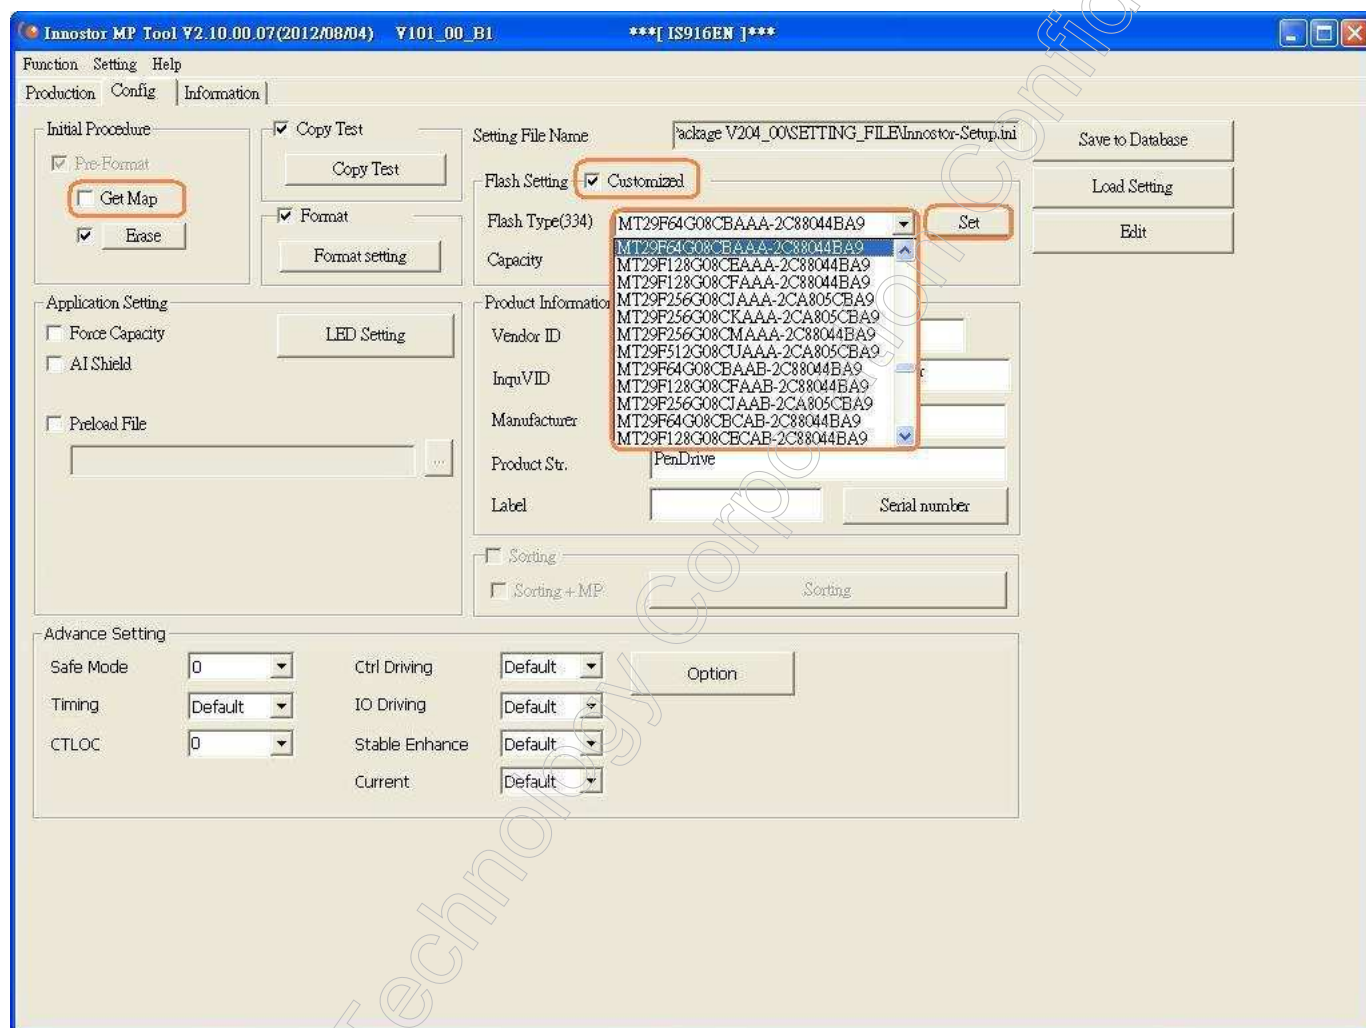 Innostor MP Tool V2.10.00.07(2012/08/04) V101_00_B1 ***[ IS916EN ]***
Function Setting Help
Production Config Information
Initial Procedure
Pre-Format
Get Map
Erase
Copy Test
Copy Test
Format
Format setting
Setting File Name
Package V204_00\SETTING_FILE\Innostor-Setup.ini
Save to Database
Load Setting
Edit
Flash Setting Customized
Flash Type(334) MT29F64G08CBAAA-2C88044BA9 Set
Capacity
MT29F64G08CBAAA-2C88044BA9
MT29F128G08CEAAA-2C88044BA9
MT29F128G08CFAAA-2C88044BA9
MT29F256G08CJAAA-2CA805CBA9
MT29F256G08CKAAA-2CA805CBA9
MT29F256G08CMAAA-2C88044BA9
MT29F512G08CUAAA-2CA805CBA9
MT29F64G08CBAAB-2C88044BA9
MT29F128G08CFAAB-2C88044BA9
MT29F256G08CJAAB-2CA805CBA9
MT29F64G08CBCAB-2C88044BA9
MT29F128G08CECAB-2C88044BA9
Application Setting
Force Capacity
LED Setting
AI Shield
Preload File
...
Product Information
Vendor ID
InquVID
Manufacturer
Product Str. PenDrive
Label
Serial number
Sorting
Sorting + MP
Sorting
Advance Setting
Safe Mode 0
Timing Default
CTLOC 0
Ctrl Driving Default
IO Driving Default
Stable Enhance Default
Current Default
Option
Technology Corporation